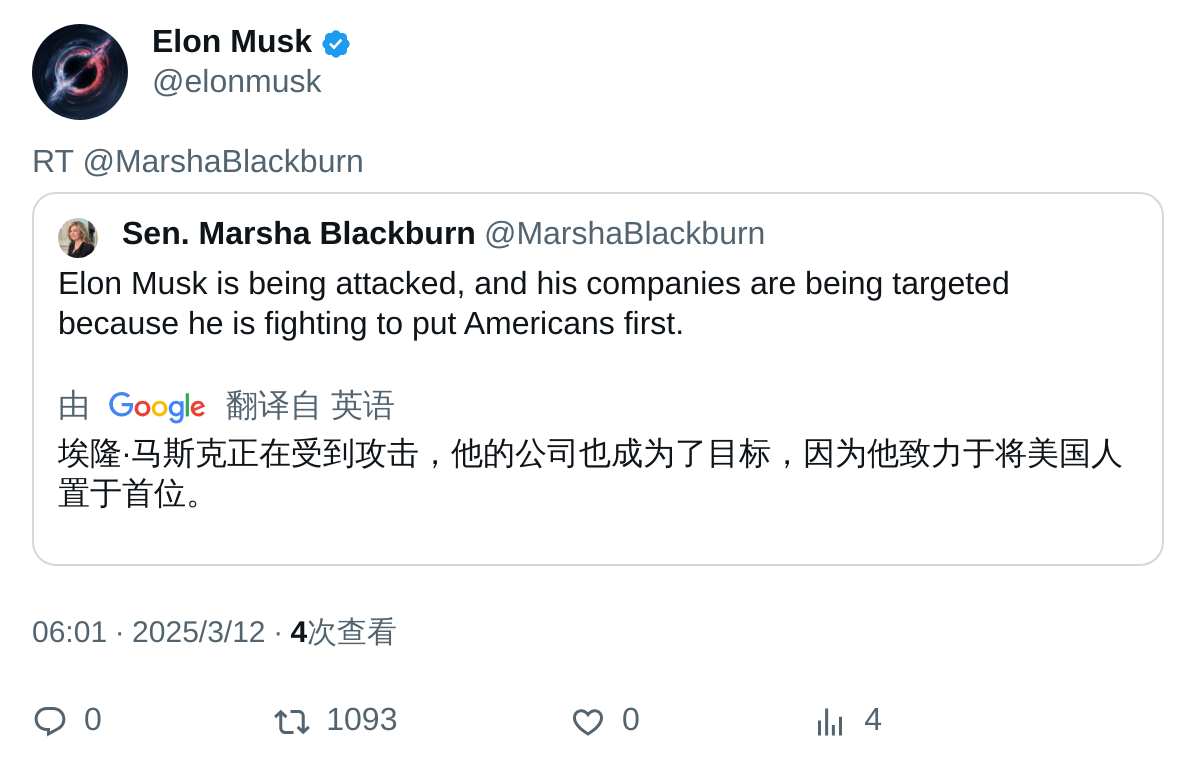 Elon Musk
@elonmusk
RT @MarshaBlackburn
Sen. Marsha Blackburn @MarshaBlackburn
Elon Musk is being attacked, and his companies are being targeted
because he is fighting to put Americans first.
由 Google 翻译自 英语
埃隆·马斯克正在受到攻击，他的公司也成为了目标，因为他致力于将美国人
置于首位。
06:01 · 2025/3/12 · 4次查看
0 1093 0 4